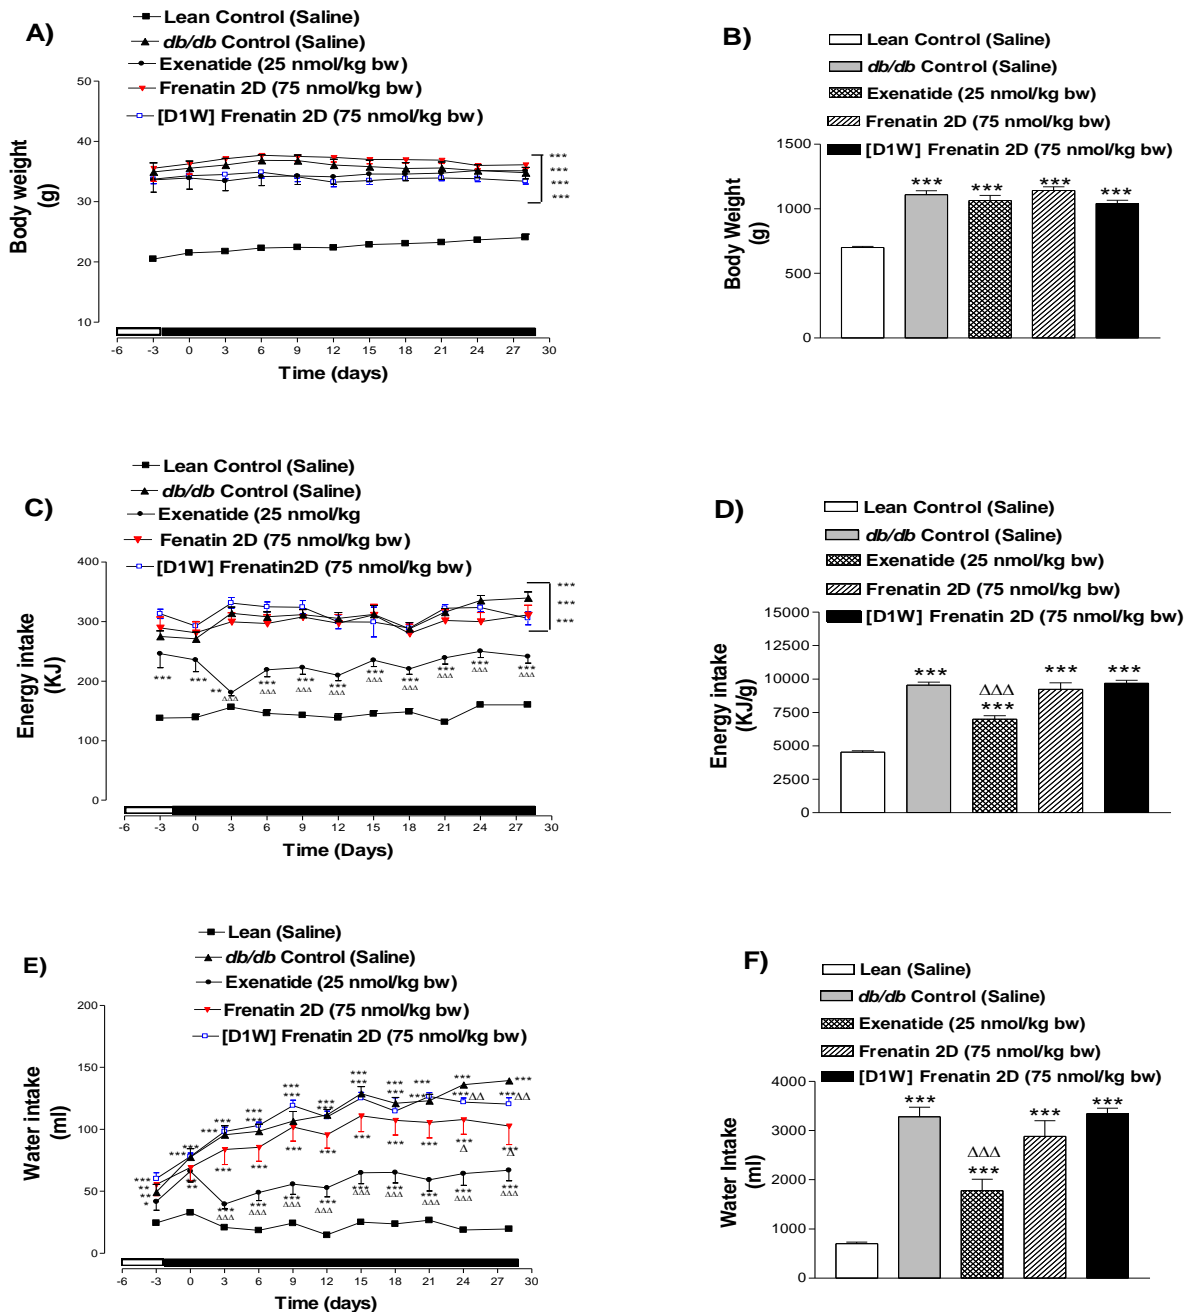 A)
Lean Control (Saline)
db/db Control (Saline)
Exenatide (25 nmol/kg bw)
Frenatin 2D (75 nmol/kg bw)
[D1W] Frenatin 2D (75 nmol/kg bw)
Body weight
(g)
50
40
30
20
10
***
***
***
***
-6 -3 0 3 6 9 12 15 18 21 24 28 30
Time (days)
B)
Lean Control (Saline)
db/db Control (Saline)
Exenatide (25 nmol/kg bw)
Frenatin 2D (75 nmol/kg bw)
[D1W] Frenatin 2D (75 nmol/kg bw)
Body Weight
(g)
1500
1000
500
0
*** *** *** ***
C)
Lean Control (Saline)
db/db Control (Saline)
Exenatide (25 nmol/kg
Fenatin 2D (75 nmol/kg bw)
[D1W] Frenatin2D (75 nmol/kg bw)
Energy intake
(KJ)
400
300
200
100
0
***
***
***
*** *** ** *** *** *** *** *** *** *** ***
ΔΔΔ ΔΔΔ ΔΔΔ ΔΔΔ ΔΔΔ ΔΔΔ ΔΔΔ ΔΔΔ ΔΔΔ
-6 -3 0 3 6 9 12 15 18 21 24 28 30
Time (Days)
D)
Lean Control (Saline)
db/db Control (Saline)
Exenatide (25 nmol/kg bw)
Frenatin 2D (75 nmol/kg bw)
[D1W] Frenatin 2D (75 nmol/kg bw)
Energy intake
(KJ/g)
15000
12500
10000
7500
5000
2500
0
*** ΔΔΔ *** *** ***
E)
Lean (Saline)
db/db Control (Saline)
Exenatide (25 nmol/kg bw)
Frenatin 2D (75 nmol/kg bw)
[D1W] Frenatin 2D (75 nmol/kg bw)
Water intake
(ml)
200
150
100
50
0
-6 -3 0 3 6 9 12 15 18 21 24 28 30
Time (days)
F)
Lean (Saline)
db/db Control (Saline)
Exenatide (25 nmol/kg bw)
Frenatin 2D (75 nmol/kg bw)
[D1W] Frenatin 2D (75 nmol/kg bw)
Water Intake
(ml)
4000
3000
2000
1000
0
*** ΔΔΔ *** *** ***